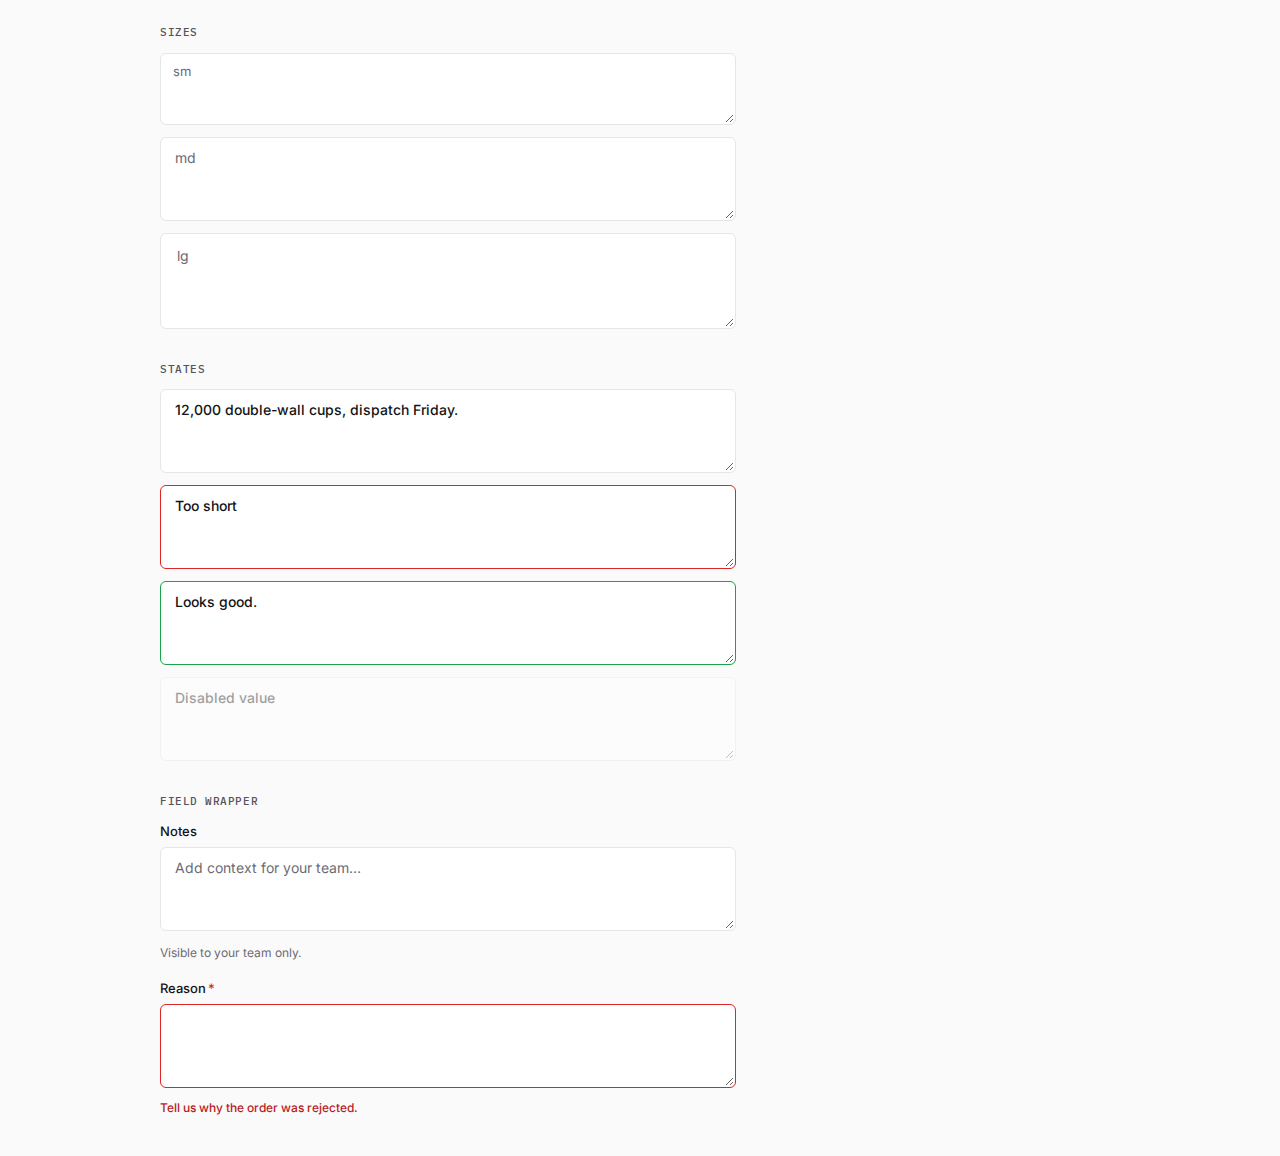 SIZES
sm
md
lg
STATES
12,000 double-wall cups, dispatch Friday.
Too short
Looks good.
Disabled value
FIELD WRAPPER
Notes
Add context for your team...
Visible to your team only.
Reason *
Tell us why the order was rejected.